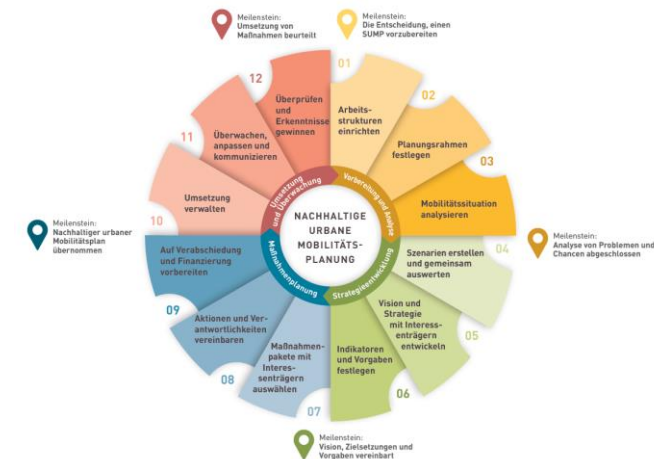 Meilenstein:
Umsetzung von
Maßnahmen beurteilt
Meilenstein:
Die Entscheidung, einen
SUMP vorzubereiten
01
Arbeits-
strukturen
einrichten
02
Planungsrahmen
festlegen
03
Mobilitätssituation
analysieren
Meilenstein:
Analyse von Problemen und
Chancen abgeschlossen
04
Szenarien erstellen
und gemeinsam
auswerten
05
Vision und
Strategie
mit Interess-
enträgern
entwickeln
06
Indikatoren
und Vorgaben
festlegen
Meilenstein:
Vision, Zielsetzungen und
Vorgaben vereinbart
07
Maßnahmen-
pakete mit
Interes-
senträgern
auswählen
08
Aktionen und Ver-
antwortlichkeiten
vereinbaren
09
Auf Verabschiedung
und Finanzierung
vorbereiten
Meilenstein:
Nachhaltiger urbaner
Mobilitätsplan
übernommen
10
Umsetzung
verwalten
11
Überwachen,
anpassen und
kommunizieren
12
Überprüfen
und
Erkenntnisse
gewinnen
Vorbereitung und Analyse
Strategieentwicklung
Maßnahmenplanung
Umsetzung
und Überwachung
NACHHALTIGE
URBANE
MOBILITÄTS-
PLANUNG